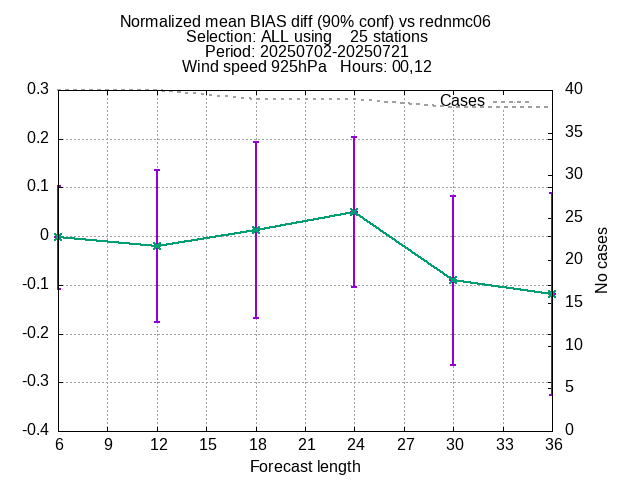 Normalized mean BIAS diff (90% conf) vs rednmc06
Selection: ALL using    25 stations
Period: 20250702-20250721
Wind speed 925hPa   Hours: 00,12
Cases
0.3
0.2
0.1
0
-0.1
-0.2
-0.3
-0.4
40
35
30
25
20
15
10
5
0
No cases
6 9 12 15 18 21 24 27 30 33 36
Forecast length